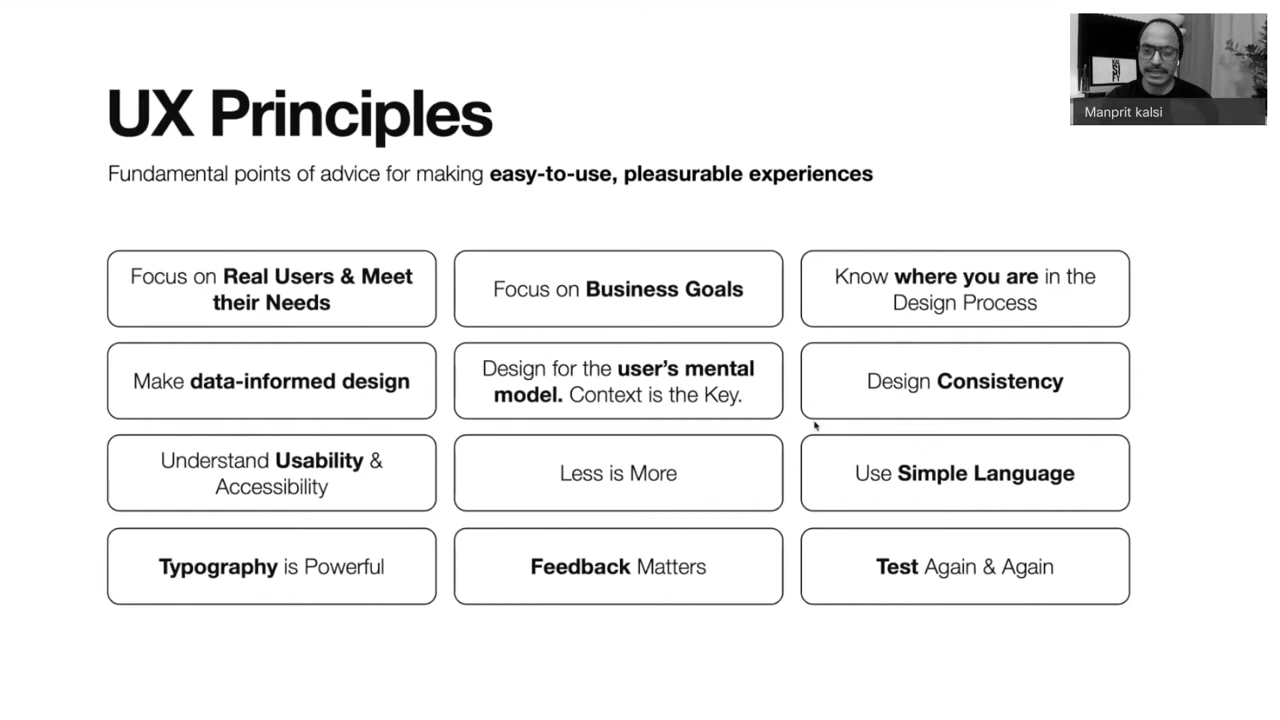 UX Principles
Fundamental points of advice for making easy-to-use, pleasurable experiences
Focus on Real Users & Meet
their Needs
Focus on Business Goals
Know where you are in the
Design Process
Make data-informed design
Design for the user’s mental
model. Context is the Key.
Design Consistency
Understand Usability &
Accessibility
Less is More
Use Simple Language
Typography is Powerful
Feedback Matters
Test Again & Again
KAL
SI
FY
Manprit kalsi